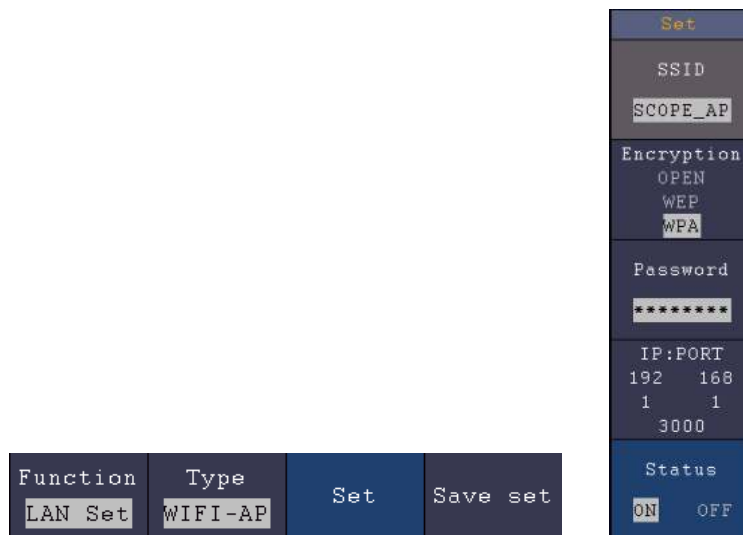 Set
SSID
SCOPE_AP
Encryption
OPEN
WEP
WPA
Password
********
IP:PORT
192 168
1 1
3000
Status
ON OFF
Function Type Set Save set
LAN Set WIFI-AP